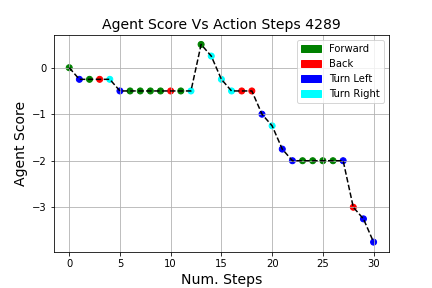 Agent Score Vs Action Steps 4289
Agent Score
0
−1
−2
−3
Forward
Back
Turn Left
Turn Right
0 5 10 15 20 25 30
Num. Steps